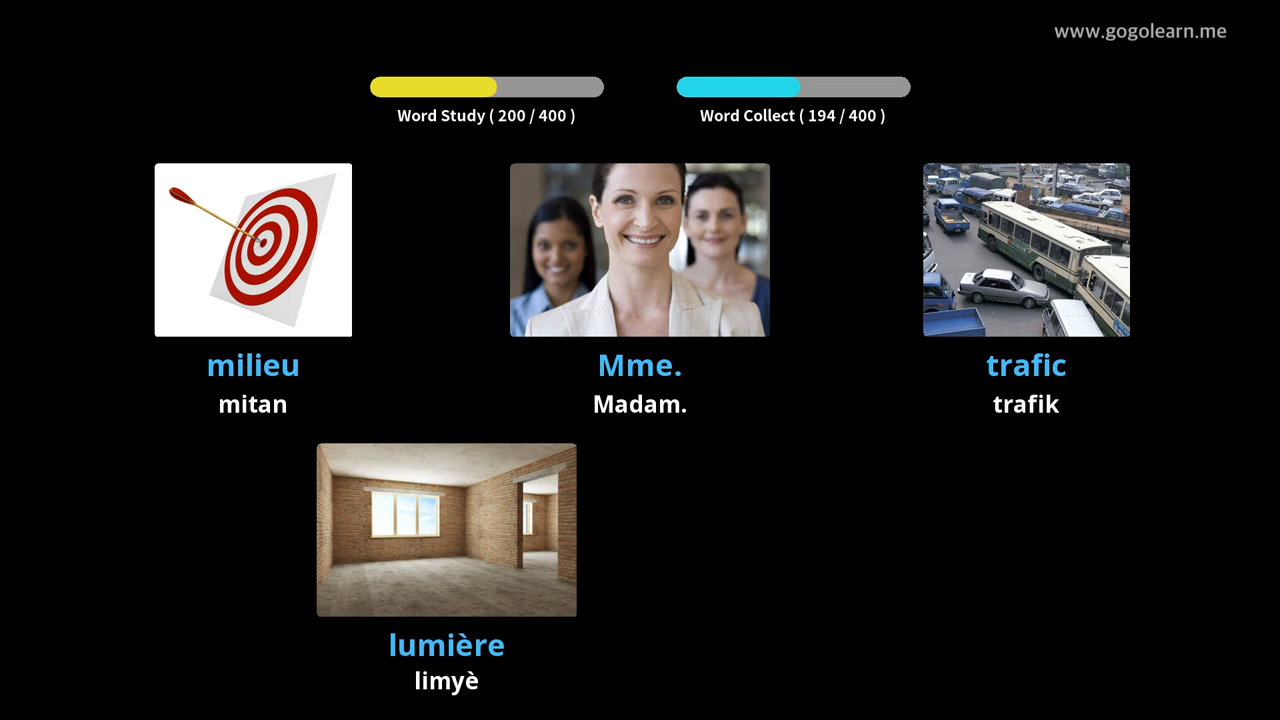 www.gogolearn.me
Word Study ( 200 / 400 )
Word Collect ( 194 / 400 )
milieu
mitan
Mme.
Madam.
trafic
trafik
lumière
limyè